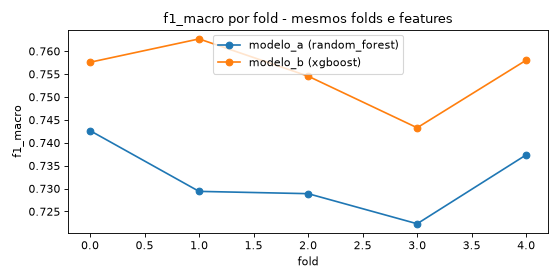 f1_macro por fold - mesmos folds e features
modelo_a (random_forest)
modelo_b (xgboost)
f1_macro
0.760
0.755
0.750
0.745
0.740
0.735
0.730
0.725
0.0 0.5 1.0 1.5 2.0 2.5 3.0 3.5 4.0
fold